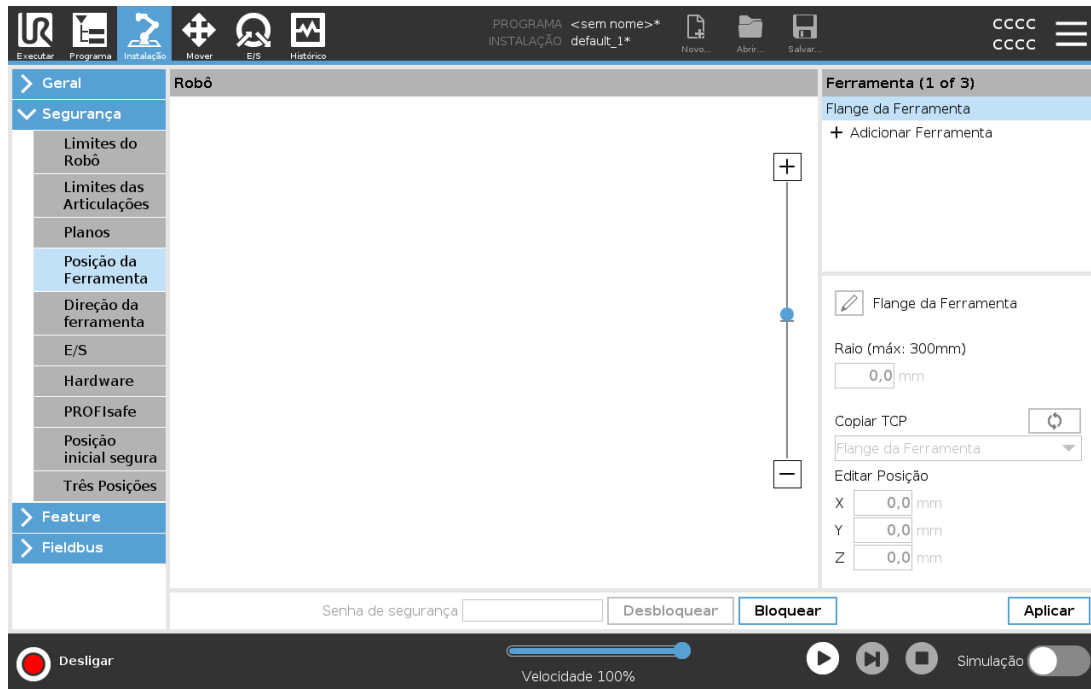 Executar
Programa
Instalação
Mover
E/S
Histórico
PROGRAMA <sem nome>*
INSTALAÇÃO default_1*
Novo...
Abrir...
Salvar...
CCCC
CCCC
Geral
Segurança
Limites do
Robô
Limites das
Articulações
Planos
Posição da
Ferramenta
Direção da
ferramenta
E/S
Hardware
PROFIsafe
Posição
inicial segura
Três Posições
Feature
Fieldbus
Robô
Ferramenta (1 of 3)
Flange da Ferramenta
+ Adicionar Ferramenta
Flange da Ferramenta
Raio (máx: 300mm)
0,0 mm
Copiar TCP
Flange da Ferramenta
Editar Posição
X 0,0 mm
Y 0,0 mm
Z 0,0 mm
Senha de segurança
Desbloquear
Bloquear
Aplicar
Desligar
Velocidade 100%
Simulação